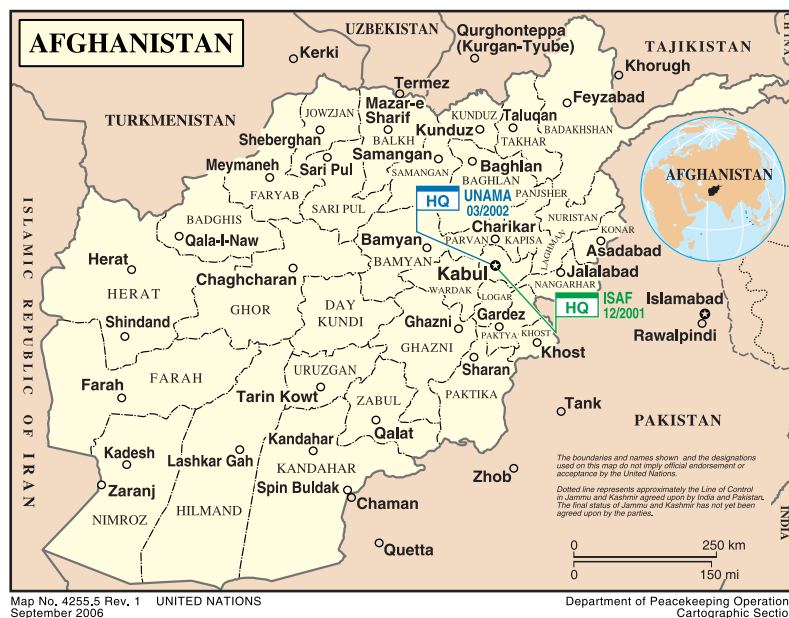 AFGHANISTAN
UZBEKISTAN
Qurghonteppa
(Kurgan-Tyube)
TAJIKISTAN
CHINA
Kerki
Khorugh
Termez
Feyzabad
TURKMENISTAN
JOWZJAN
Mazar-e
Sharif
BALKH
KUNDUZ
Kunduz
Taluqan
TAKHAR
BADAKHSHAN
Sheberghan
Samangan
SAMANGAN
Baghlan
BAGHLAN
Meymaneh
Sari Pul
FARYAB
SARI PUL
PANJSHER
AFGHANISTAN
HQ
UNAMA
03/2002
NURISTAN
BADGHIS
Qala-I-Naw
Charikar
PARVAN
KAPISA
LAGHMAN
KONAR
Asadabad
Bamyan
BAMYAN
Kabul
Jalalabad
NANGARHAR
Herat
HERAT
Chaghcharan
GHOR
DAY
KUNDI
WARDAK
LOGAR
HQ
ISAF
12/2001
Islamabad
Rawalpindi
Shindand
Ghazni
GHAZNI
Gardez
PAKTYA
KHOST
Khost
ISLAMIC REPUBLIC OF IRAN
FARAH
Farah
URUZGAN
Tarin Kowt
Sharan
PAKTIKA
ZABUL
Qalat
Tank
PAKISTAN
Kadesh
Lashkar Gah
Kandahar
KANDAHAR
Zaranj
Spin Buldak
Chaman
Zhob
NIMROZ
HILMAND
Quetta
INDIA
The boundaries and names shown and the designations
used on this map do not imply official endorsement or
acceptance by the United Nations.
Dotted line represents approximately the Line of Control
in Jammu and Kashmir agreed upon by India and Pakistan.
The final status of Jammu and Kashmir has not yet been
agreed upon by the parties.
0 250 km
0 150 mi
Map No. 4255.5 Rev. 1 UNITED NATIONS
September 2006
Department of Peacekeeping Operation
Cartographic Sectio